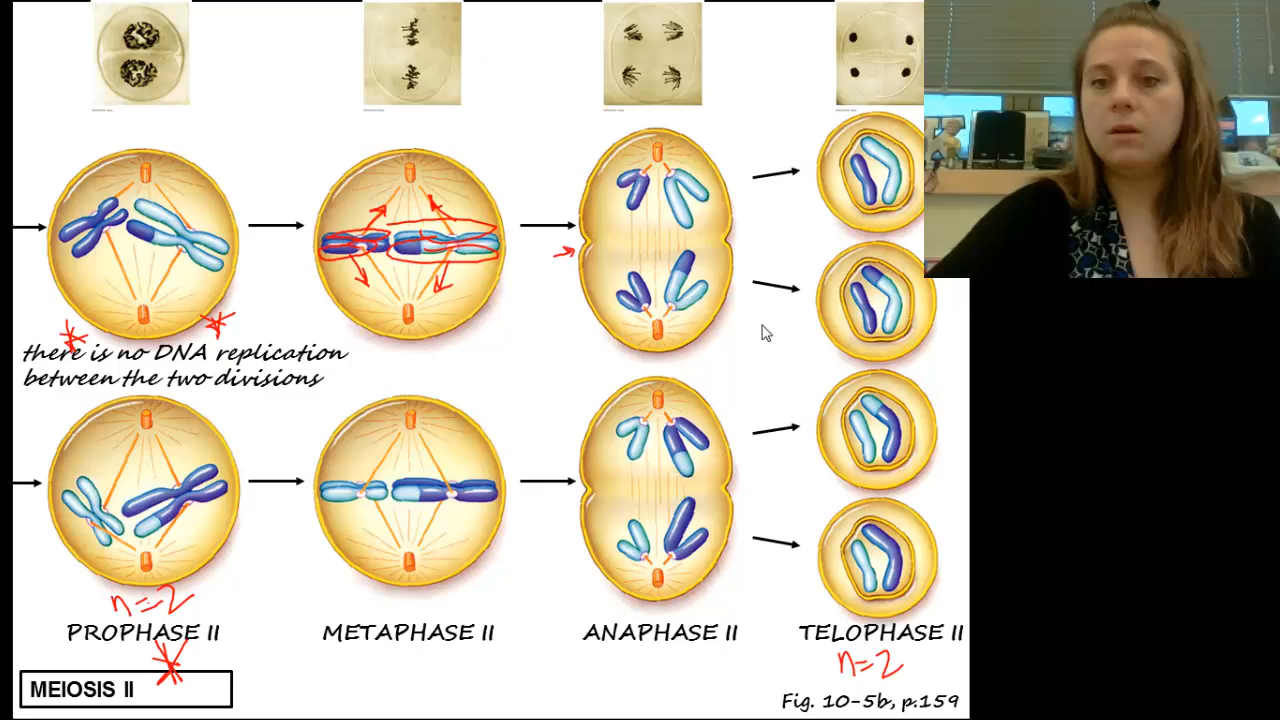 there is no DNA replication
between the two divisions
n=2
PROPHASE II
METAPHASE II
ANAPHASE II
TELOPHASE II
n=2
MEIOSIS II
Fig. 10-5b, p.159